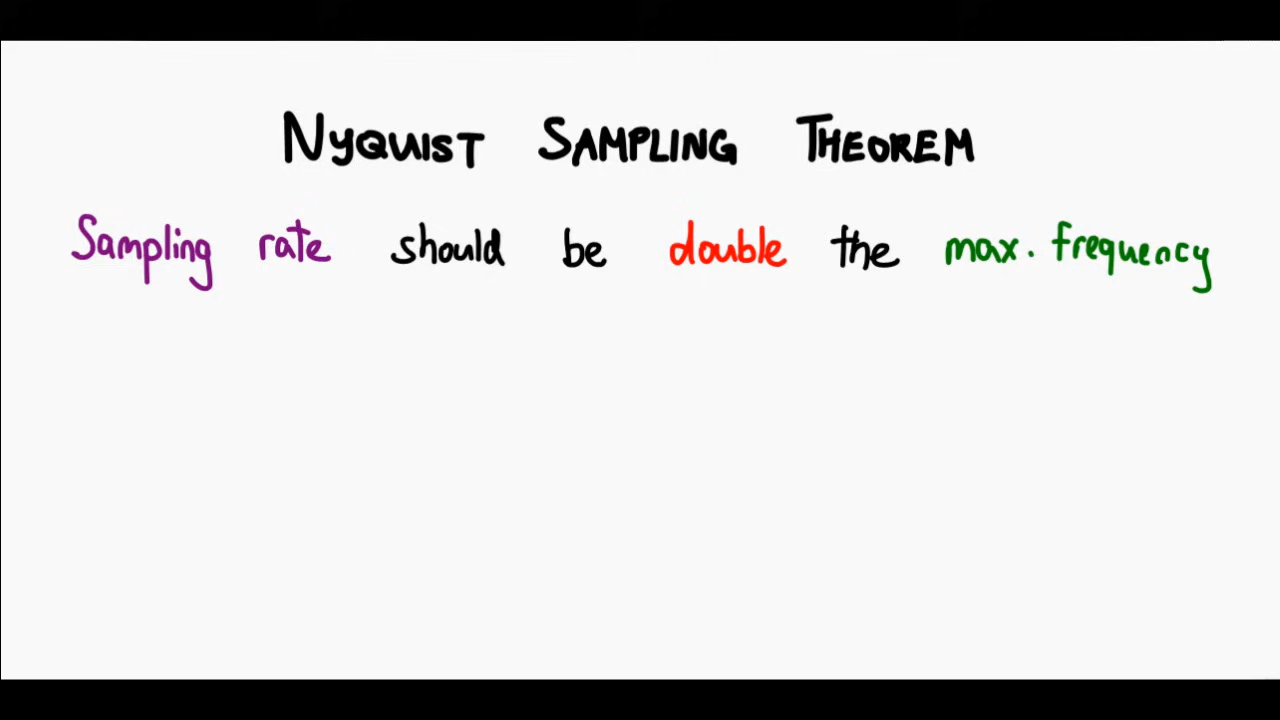 NYQUIST SAMPLING THEOREM
Sampling rate should be double the max. frequency